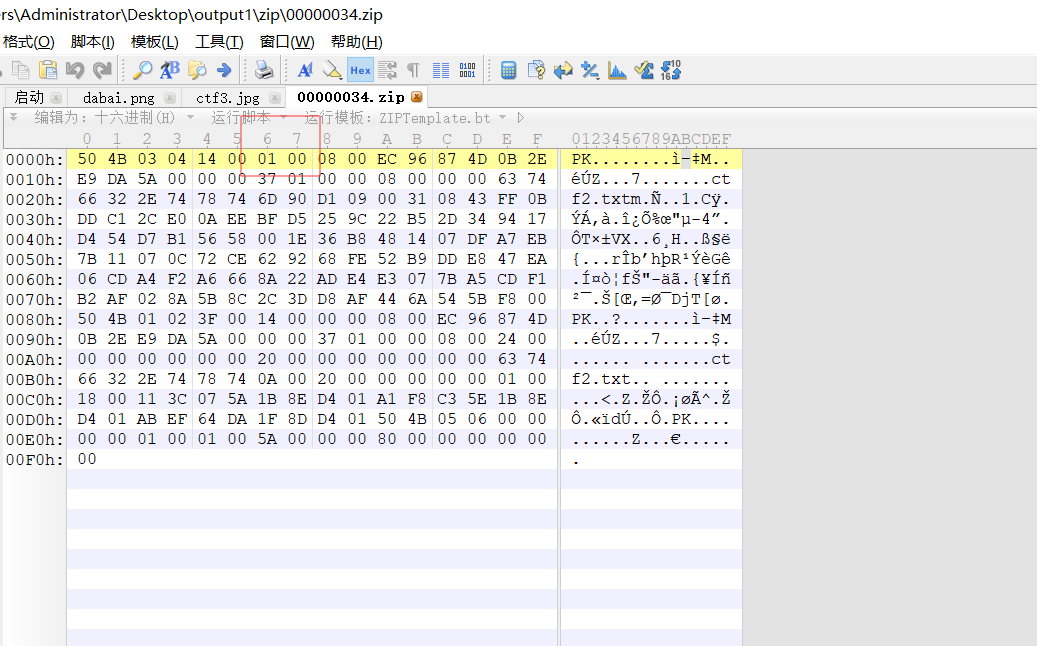 rs\Administrator\Desktop\output1\zip\00000034.zip
格式(O) 脚本(I) 模板(L) 工具(T) 窗口(W) 帮助(H)
启动 dabai.png ctf3.jpg 00000034.zip
编辑为: 十六进制(H) 运行脚本 运行模板: ZIPTemplate.bt
0 1 2 3 4 5 6 7 8 9 A B C D E F 0123456789ABCDEF
0000h: 50 4B 03 04 14 00 01 00 08 00 EC 96 87 4D 0B 2E PK........ì–‡M..
0010h: E9 DA 5A 00 00 00 37 01 00 00 08 00 00 00 63 74 éÚZ...7.......ct
0020h: 66 32 2E 74 78 74 6D 90 D1 09 00 31 08 43 FF 0B f2.txtm.Ñ..1.Cÿ.
0030h: DD C1 2C E0 0A EE BF D5 25 9C 22 B5 2D 34 94 17 ÝÁ,à.î¿Õ%œ"µ-4”.
0040h: D4 54 D7 B1 56 58 00 1E 36 B8 48 14 07 DF A7 EB ÔT×±VX..6¸H..ß§ë
0050h: 7B 11 07 0C 72 CE 62 92 68 FE 52 B9 DD E8 47 EA {...rÎb’hþR¹ÝèGê
0060h: 06 CD A4 F2 A6 66 8A 22 AD E4 E3 07 7B A5 CD F1 .Í¤ò¦fŠ"-äã.{¥Íñ
0070h: B2 AF 02 8A 5B 8C 2C 3D D8 AF 44 6A 54 5B F8 00 ²¯.Š[Œ,=Ø¯DjT[ø.
0080h: 50 4B 01 02 3F 00 14 00 00 00 08 00 EC 96 87 4D PK..?.......ì–‡M
0090h: 0B 2E E9 DA 5A 00 00 00 37 01 00 00 08 00 24 00 ..éÚZ...7.....$.
00A0h: 00 00 00 00 00 00 20 00 00 00 00 00 00 00 63 74 ...... .......ct
00B0h: 66 32 2E 74 78 74 0A 00 20 00 00 00 00 00 01 00 f2.txt.. .......
00C0h: 18 00 11 3C 07 5A 1B 8E D4 01 A1 F8 C3 5E 1B 8E ...<.Z.ŽÔ.¡øÃ^.Ž
00D0h: D4 01 AB EF 64 DA 1F 8D D4 01 50 4B 05 06 00 00 Ô.«ïdÚ..Ô.PK....
00E0h: 00 00 01 00 01 00 5A 00 00 00 80 00 00 00 00 00 ......Z...€.....
00F0h: 00 .